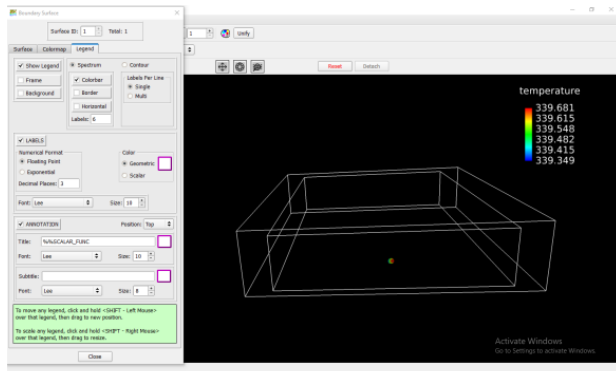 Boundary Surface
Surface ID: 1 Total: 1
Surface Colormap Legend
Show Legend
Frame
Background
Spectrum
Contour
Colorbar
Border
Horizontal
Labels: 6
Labels Per Line
Single
Multi
LABELS
Numerical Format
Floating Point
Exponential
Decimal Places: 3
Color
Geometric
Scalar
Font: Lee Size: 18
ANNOTATION Position: Top
Title: %%SCALAR_FUNC
Font: Lee Size: 10
Subtitle:
Font: Lee Size: 8
To move any legend, click and hold <SHIFT - Left Mouse>
over that legend, then drag to new position.
To scale any legend, click and hold <SHIFT - Right Mouse>
over that legend, then drag to resize.
Close
1 Unify
Reset Detach
temperature
339.681
339.615
339.548
339.482
339.415
339.349
Activate Windows
Go to Settings to activate Windows.